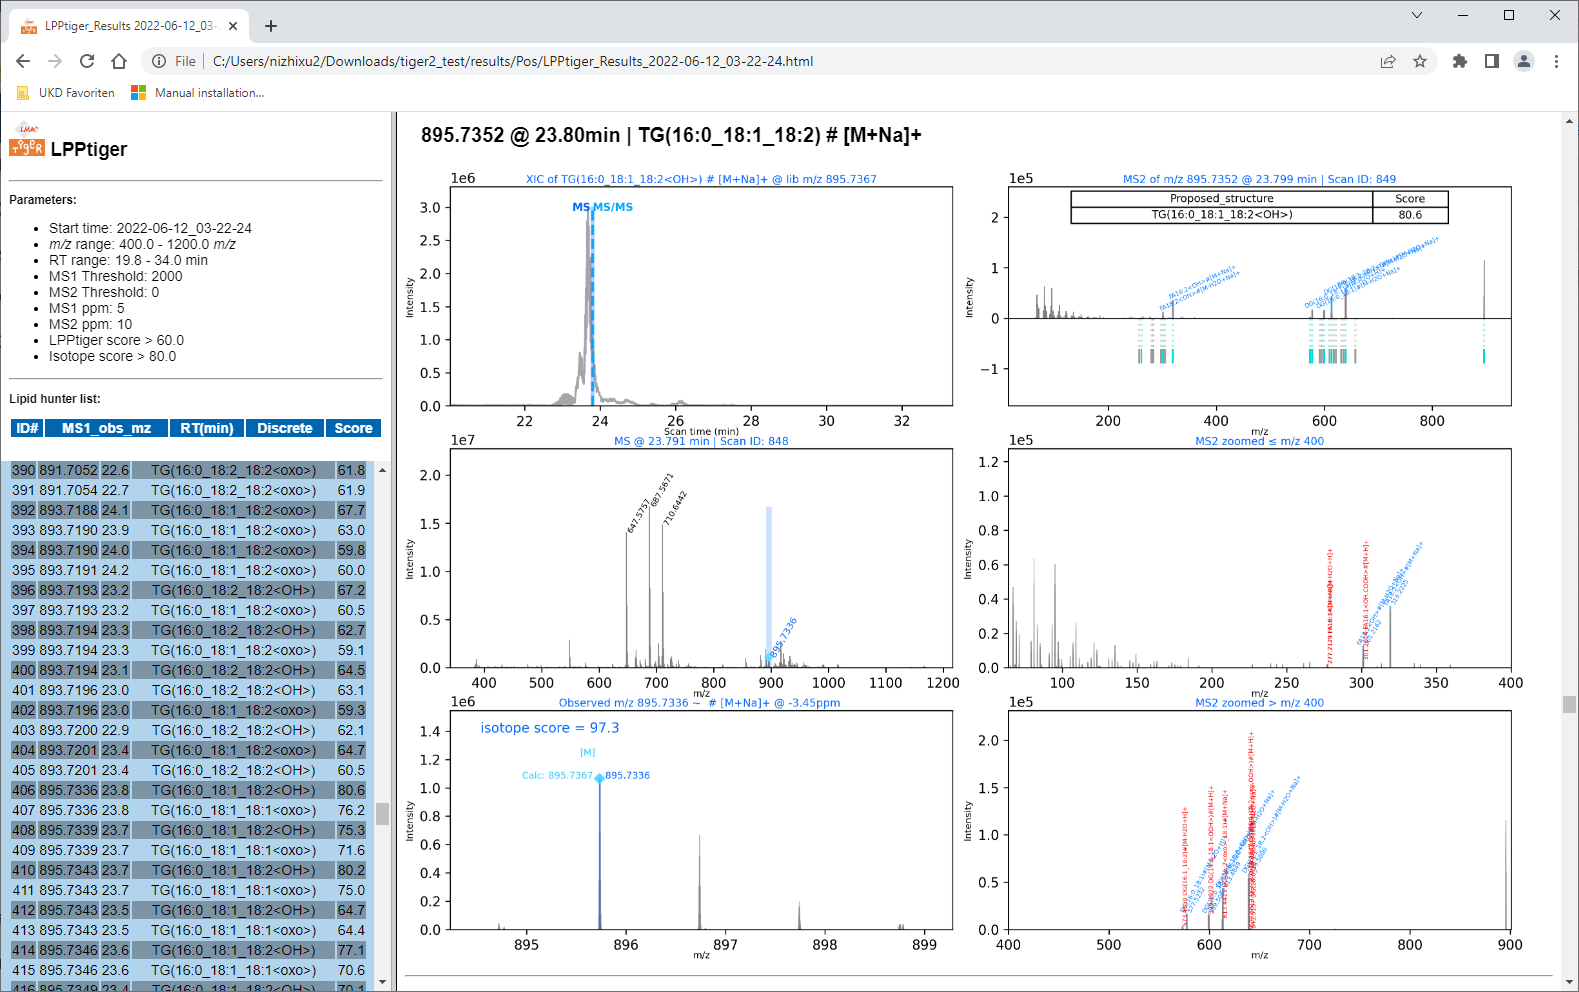 LPPtiger_Results 2022-06-12_03-
File
C:/Users/nizhixu2/Downloads/tiger2_test/results/Pos/LPPtiger_Results_2022-06-12_03-22-24.html
UKD Favoriten
Manual installation...
LMAI
TigeR
LPPtiger
Parameters:
Start time: 2022-06-12_03-22-24
m/z range: 400.0 - 1200.0 m/z
RT range: 19.8 - 34.0 min
MS1 Threshold: 2000
MS2 Threshold: 0
MS1 ppm: 5
MS2 ppm: 10
LPPtiger score > 60.0
Isotope score > 80.0
Lipid hunter list:
ID# MS1_obs_mz RT(min) Discrete Score
390 891.7052 22.6 TG(16:0_18:2_18:2<oxo>) 61.8
391 891.7054 22.7 TG(16:0_18:2_18:2<oxo>) 61.9
392 893.7188 24.1 TG(16:0_18:1_18:2<oxo>) 67.7
393 893.7190 23.9 TG(16:0_18:1_18:2<oxo>) 63.0
394 893.7190 24.0 TG(16:0_18:1_18:2<oxo>) 59.8
395 893.7191 24.2 TG(16:0_18:1_18:2<oxo>) 60.0
396 893.7193 23.2 TG(16:0_18:2_18:2<OH>) 67.2
397 893.7194 23.2 TG(16:0_18:1_18:2<oxo>) 60.5
398 893.7194 23.3 TG(16:0_18:2_18:2<OH>) 62.7
399 893.7194 23.3 TG(16:0_18:1_18:2<oxo>) 59.1
400 893.7194 23.1 TG(16:0_18:2_18:2<OH>) 64.5
401 893.7196 23.0 TG(16:0_18:2_18:2<OH>) 63.1
402 893.7196 23.0 TG(16:0_18:1_18:2<oxo>) 59.3
403 893.7200 22.9 TG(16:0_18:2_18:2<OH>) 62.1
404 893.7201 23.4 TG(16:0_18:1_18:2<oxo>) 64.7
405 893.7201 23.4 TG(16:0_18:2_18:2<OH>) 60.5
406 895.7336 23.8 TG(16:0_18:1_18:2<OH>) 80.6
407 895.7336 23.8 TG(16:0_18:1_18:1<oxo>) 76.2
408 895.7339 23.7 TG(16:0_18:1_18:2<OH>) 75.3
409 895.7339 23.7 TG(16:0_18:1_18:1<oxo>) 71.6
410 895.7343 23.7 TG(16:0_18:1_18:2<OH>) 80.2
411 895.7343 23.7 TG(16:0_18:1_18:1<oxo>) 75.0
412 895.7343 23.5 TG(16:0_18:1_18:2<OH>) 64.7
413 895.7343 23.5 TG(16:0_18:1_18:1<oxo>) 64.4
414 895.7346 23.6 TG(16:0_18:1_18:2<OH>) 77.1
415 895.7346 23.6 TG(16:0_18:1_18:1<oxo>) 70.6
416 895.7349 23.4 TG(16:0_18:1_18:2<OH>) 70.1
895.7352 @ 23.80min | TG(16:0_18:1_18:2) # [M+Na]+
1e6
XIC of TG(16:0_18:1_18:2<OH>) # [M+Na]+ @ lib m/z 895.7367
MS MS/MS
3.0
2.5
2.0
1.5
1.0
0.5
0.0
Intensity
22 24 26 28 30 32
Scan time (min)
1e5
MS2 of m/z 895.7352 @ 23.799 min | Scan ID: 849
Proposed_structure Score
TG(16:0_18:1_18:2<OH>) 80.6
2
1
0
−1
Intensity
FA18:2<OH>#[M+Na]+
200 400 600 800
m/z
1e7
MS @ 23.791 min | Scan ID: 848
2.0
1.5
1.0
0.5
0.0
Intensity
647.5757
687.5671
710.6442
895.7336
400 500 600 700 800 900 1000 1100 1200
m/z
1e5
MS2 zoomed ≤ m/z 400
1.2
1.0
0.8
0.6
0.4
0.2
0.0
Intensity
100 150 200 250 300 350 400
m/z
1e6
Observed m/z 895.7336 ~ # [M+Na]+ @ -3.45ppm
isotope score = 97.3
[M]
Calc: 895.7367
895.7336
1.4
1.2
1.0
0.8
0.6
0.4
0.2
0.0
Intensity
895 896 897 898 899
m/z
1e5
MS2 zoomed > m/z 400
2.0
1.5
1.0
0.5
0.0
Intensity
400 500 600 700 800 900
m/z